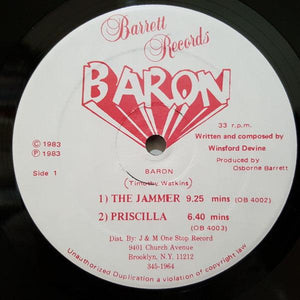 Barrett
Records
BARON
33 r.p.m.
© 1983
℗ 1983
Written and composed by
Winsford Devine
Side 1
BARON
(Timothy Watkins)
Produced by
Osborne Barrett
1) THE JAMMER 9.25 mins (OB 4002)
2) PRISCILLA 6.40 mins
(OB 4003)
Dist. By: J & M One Stop Record
9401 Church Avenue
Brooklyn, N.Y. 11212
345-1964
Unauthorized Duplication a violation of copyright law